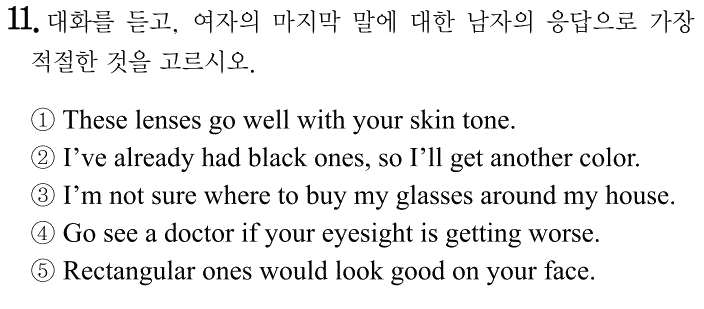 11. 대화를 듣고, 여자의 마지막 말에 대한 남자의 응답으로 가장
적절한 것을 고르시오.
① These lenses go well with your skin tone.
② I’ve already had black ones, so I’ll get another color.
③ I’m not sure where to buy my glasses around my house.
④ Go see a doctor if your eyesight is getting worse.
⑤ Rectangular ones would look good on your face.